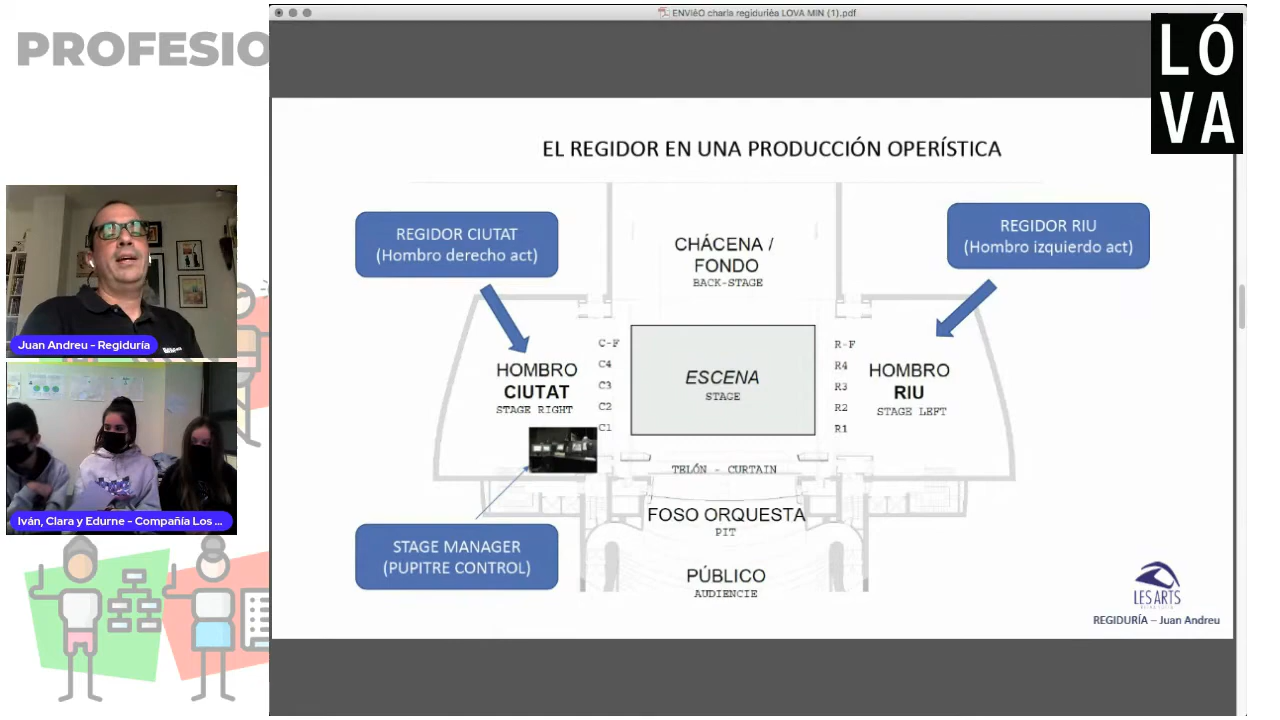 PROFESIO
ENVièO charla regidurièa LOVA MIN (1).pdf
LÓ
VA
EL REGIDOR EN UNA PRODUCCIÓN OPERÍSTICA
REGIDOR CIUTAT
(Hombro derecho act)
CHÁCENA /
FONDO
BACK-STAGE
REGIDOR RIU
(Hombro izquierdo act)
HOMBRO
CIUTAT
STAGE RIGHT
C-F
C4
C3
C2
C1
ESCENA
STAGE
R-F
R4
R3
R2
R1
HOMBRO
RIU
STAGE LEFT
TELÓN - CURTAIN
FOSO ORQUESTA
PIT
STAGE MANAGER
(PUPITRE CONTROL)
PÚBLICO
AUDIENCIE
LES ARTS
REGIDURÍA – Juan Andreu
Juan Andreu - Regiduría
Iván, Clara y Edurne - Compañía Los ...